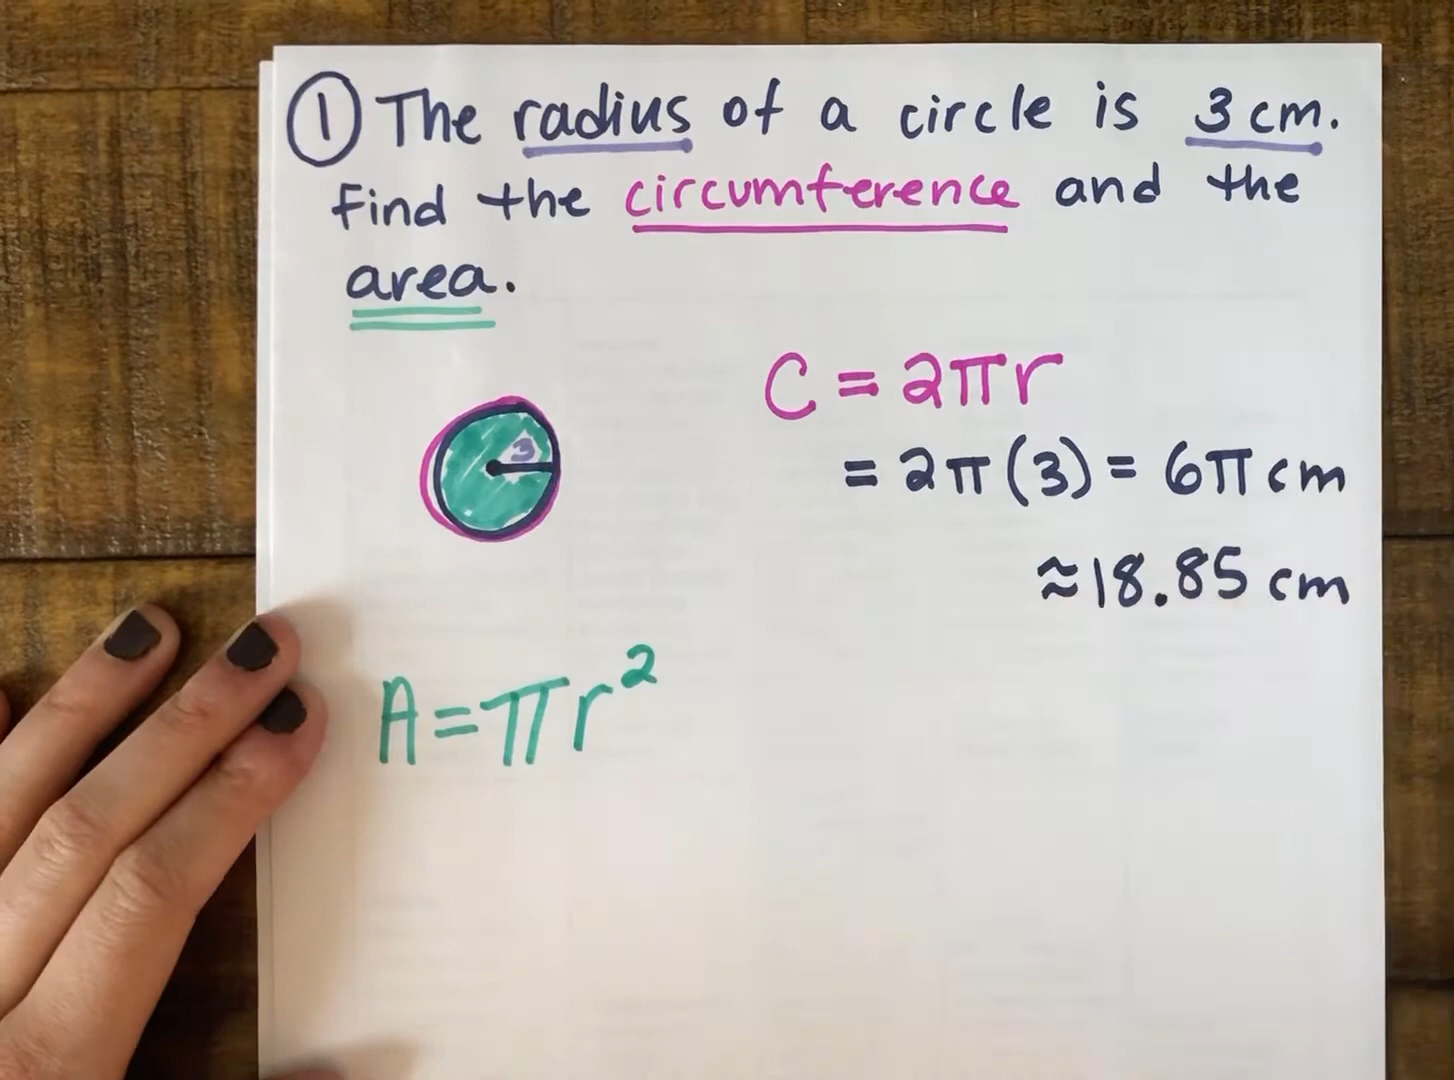 ① The radius of a circle is 3 cm.
Find the circumference and the
area.
3
C = 2πr
= 2π(3) = 6π cm
≈ 18.85 cm
A = πr²